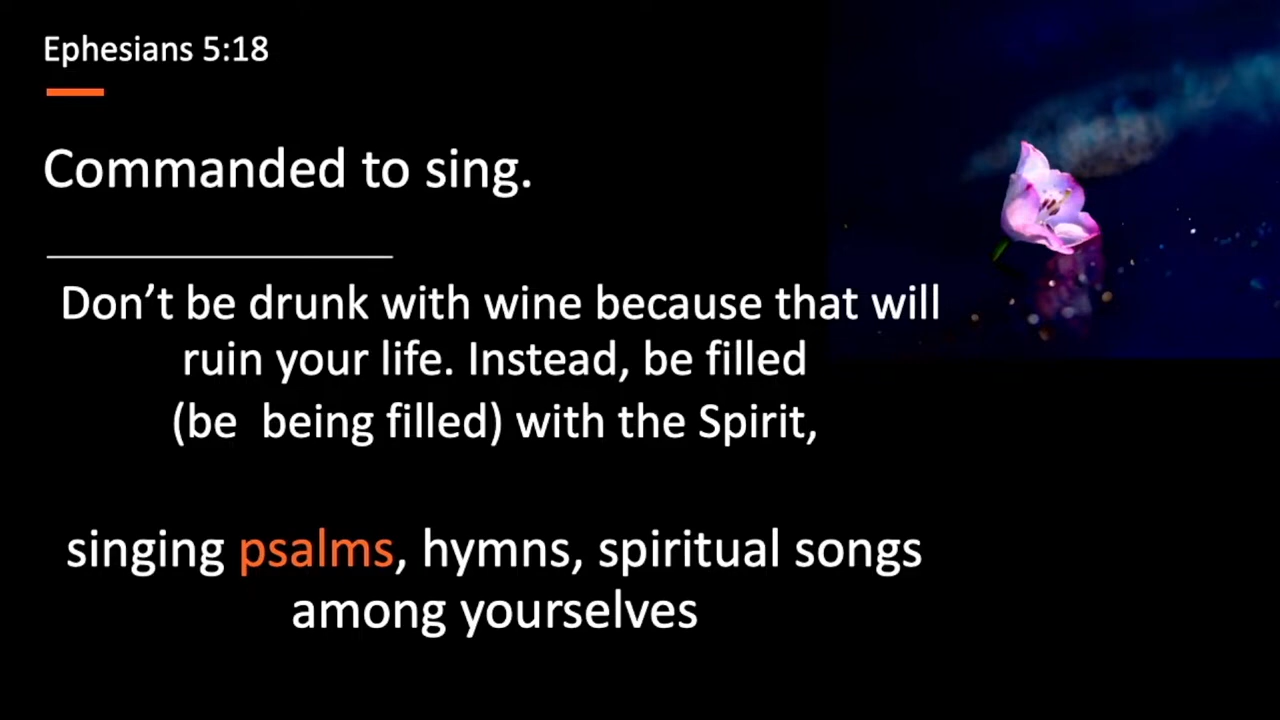 Ephesians 5:18
Commanded to sing.
Don’t be drunk with wine because that will
ruin your life. Instead, be filled
(be  being filled) with the Spirit,
singing psalms, hymns, spiritual songs
among yourselves